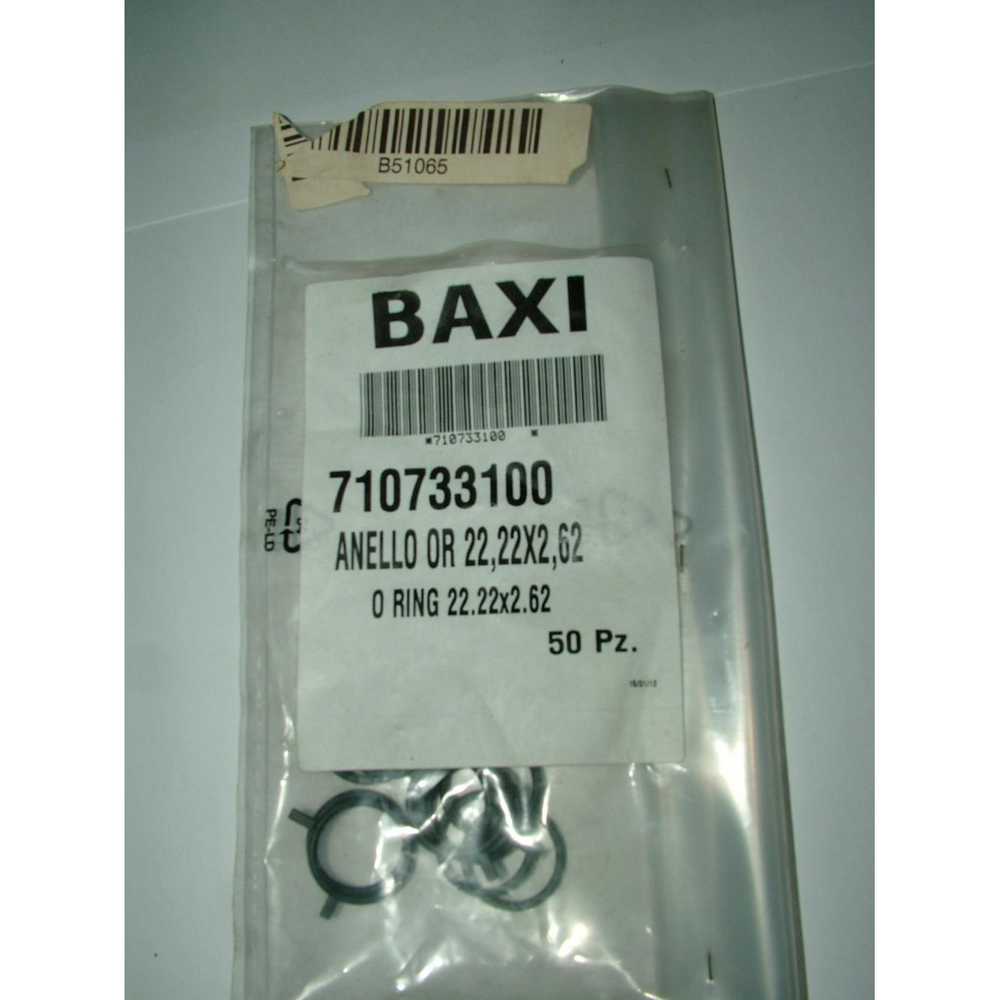 B51065
BAXI
*710733100 *
710733100
ANELLO OR 22,22X2,62
O RING 22.22x2.62
50 Pz.
PE-LD